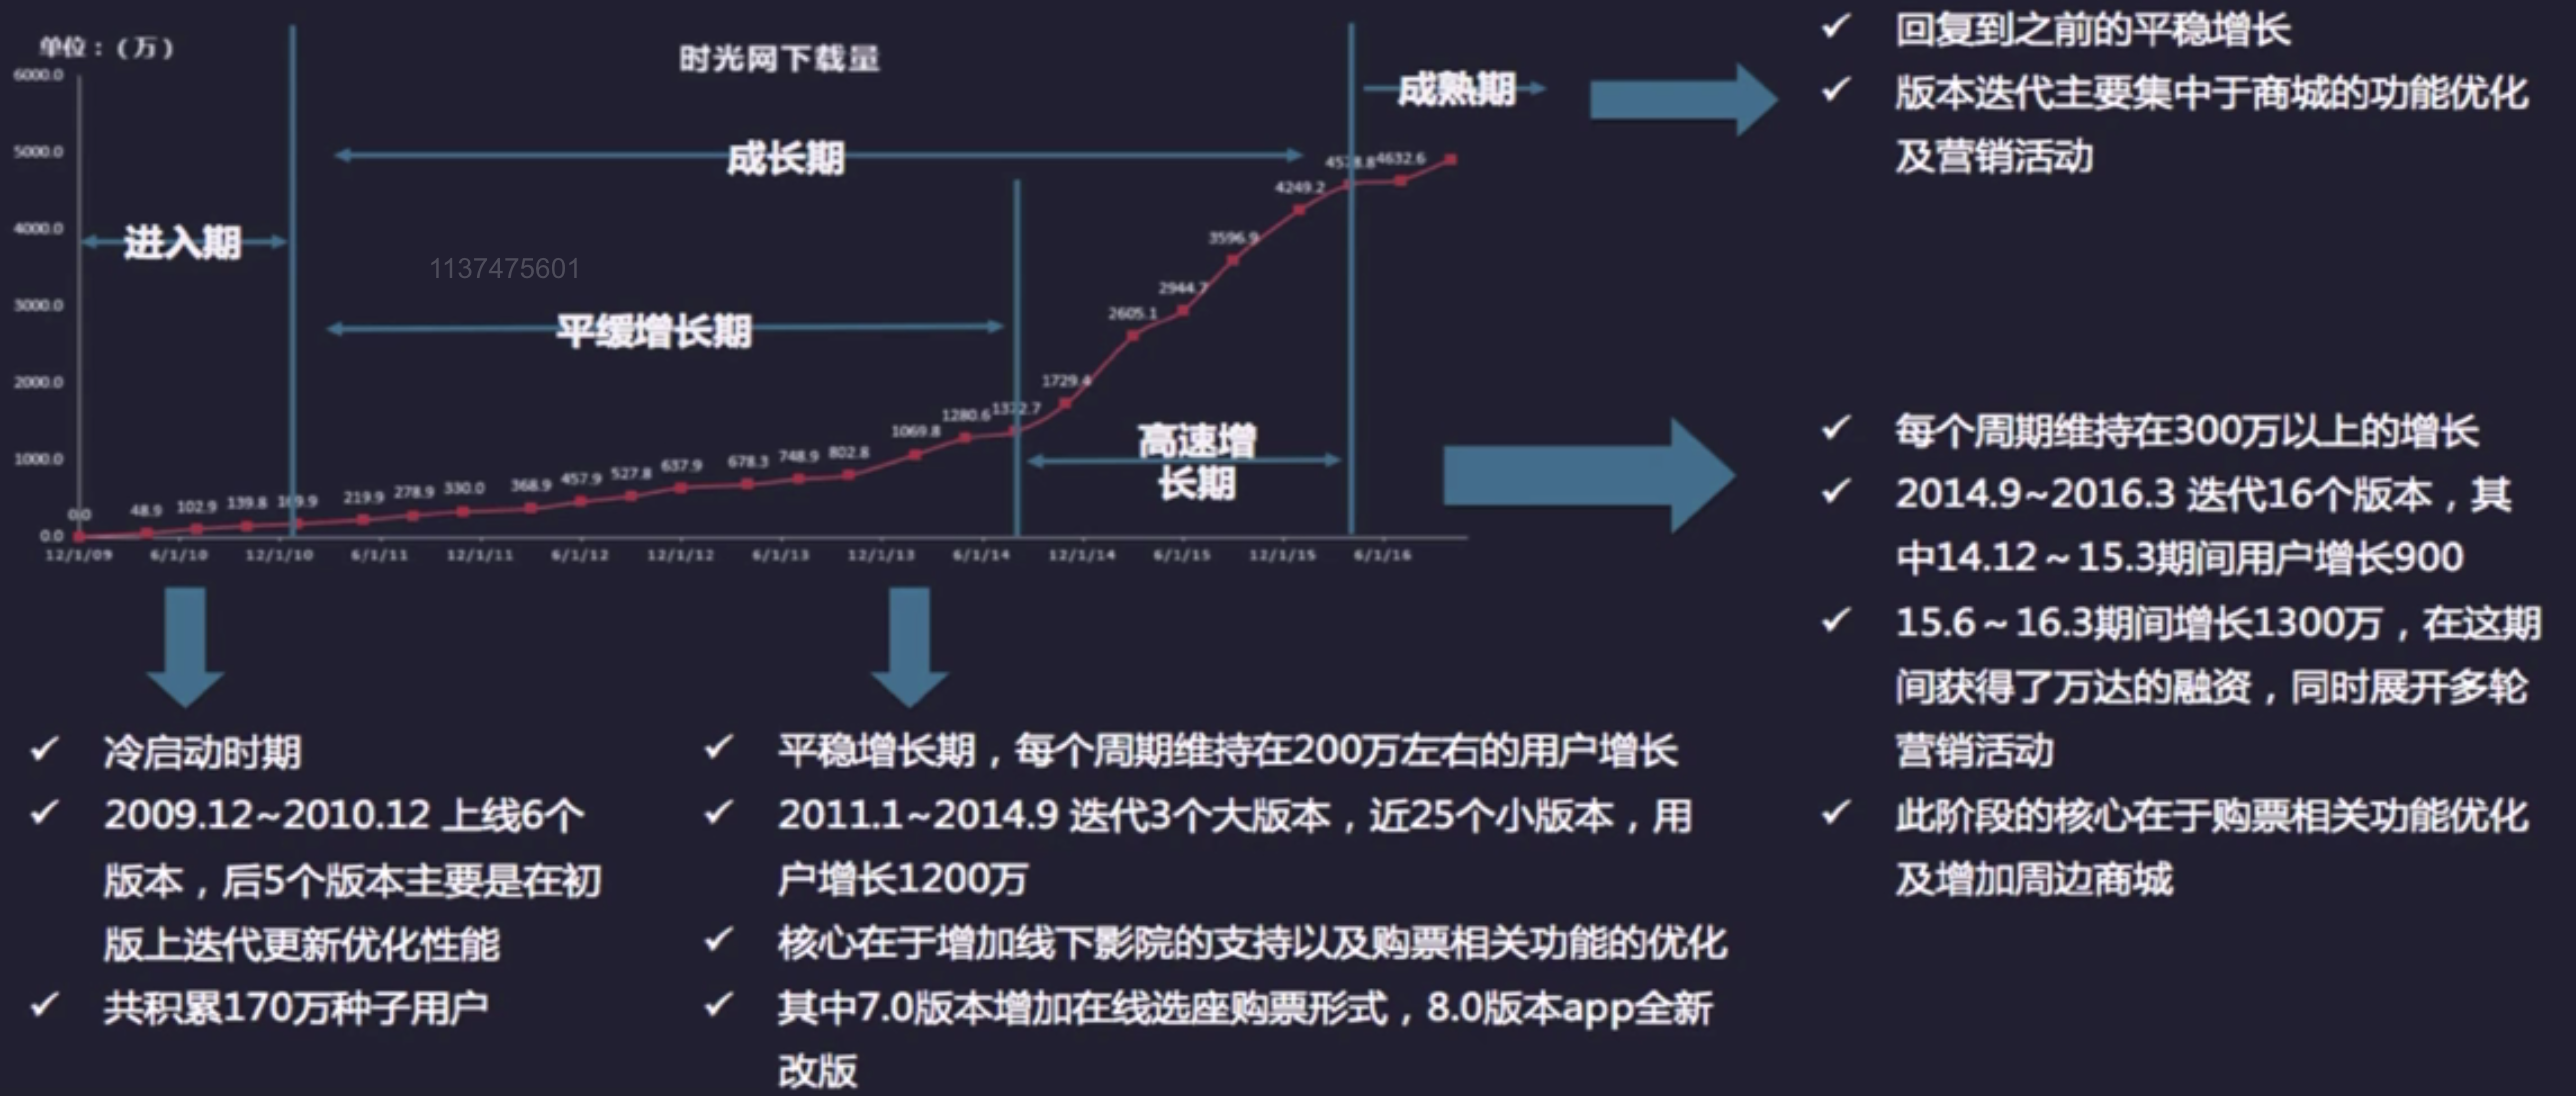 单位：（万）
时光网下载量
6000.0
5000.0
4000.0
3000.0
2000.0
1000.0
0.0
进入期
成长期
成熟期
平缓增长期
高速增
长期
1137475601
0.0
48.9
102.9
139.8
169.9
219.9
278.9
330.0
368.9
457.9
527.8
637.9
678.3
748.9
802.8
1069.8
1280.6
1372.7
1729.4
2605.1
2944.7
3596.9
4249.2
4632.6
12/1/09 6/1/10 12/1/10 6/1/11 12/1/11 6/1/12 12/1/12 6/1/13 12/1/13 6/1/14 12/1/14 6/1/15 12/1/15 6/1/16
✓ 冷启动时期
✓ 2009.12~2010.12 上线6个
版本，后5个版本主要是在初
版上迭代更新优化性能
✓ 共积累170万种子用户
✓ 平稳增长期，每个周期维持在200万左右的用户增长
✓ 2011.1~2014.9 迭代3个大版本，近25个小版本，用
户增长1200万
✓ 核心在于增加线下影院的支持以及购票相关功能的优化
✓ 其中7.0版本增加在线选座购票形式，8.0版本app全新
改版
✓ 回复到之前的平稳增长
✓ 版本迭代主要集中于商城的功能优化
及营销活动
✓ 每个周期维持在300万以上的增长
✓ 2014.9~2016.3 迭代16个版本，其
中14.12～15.3期间用户增长900
✓ 15.6～16.3期间增长1300万，在这期
间获得了万达的融资，同时展开多轮
营销活动
✓ 此阶段的核心在于购票相关功能优化
及增加周边商城